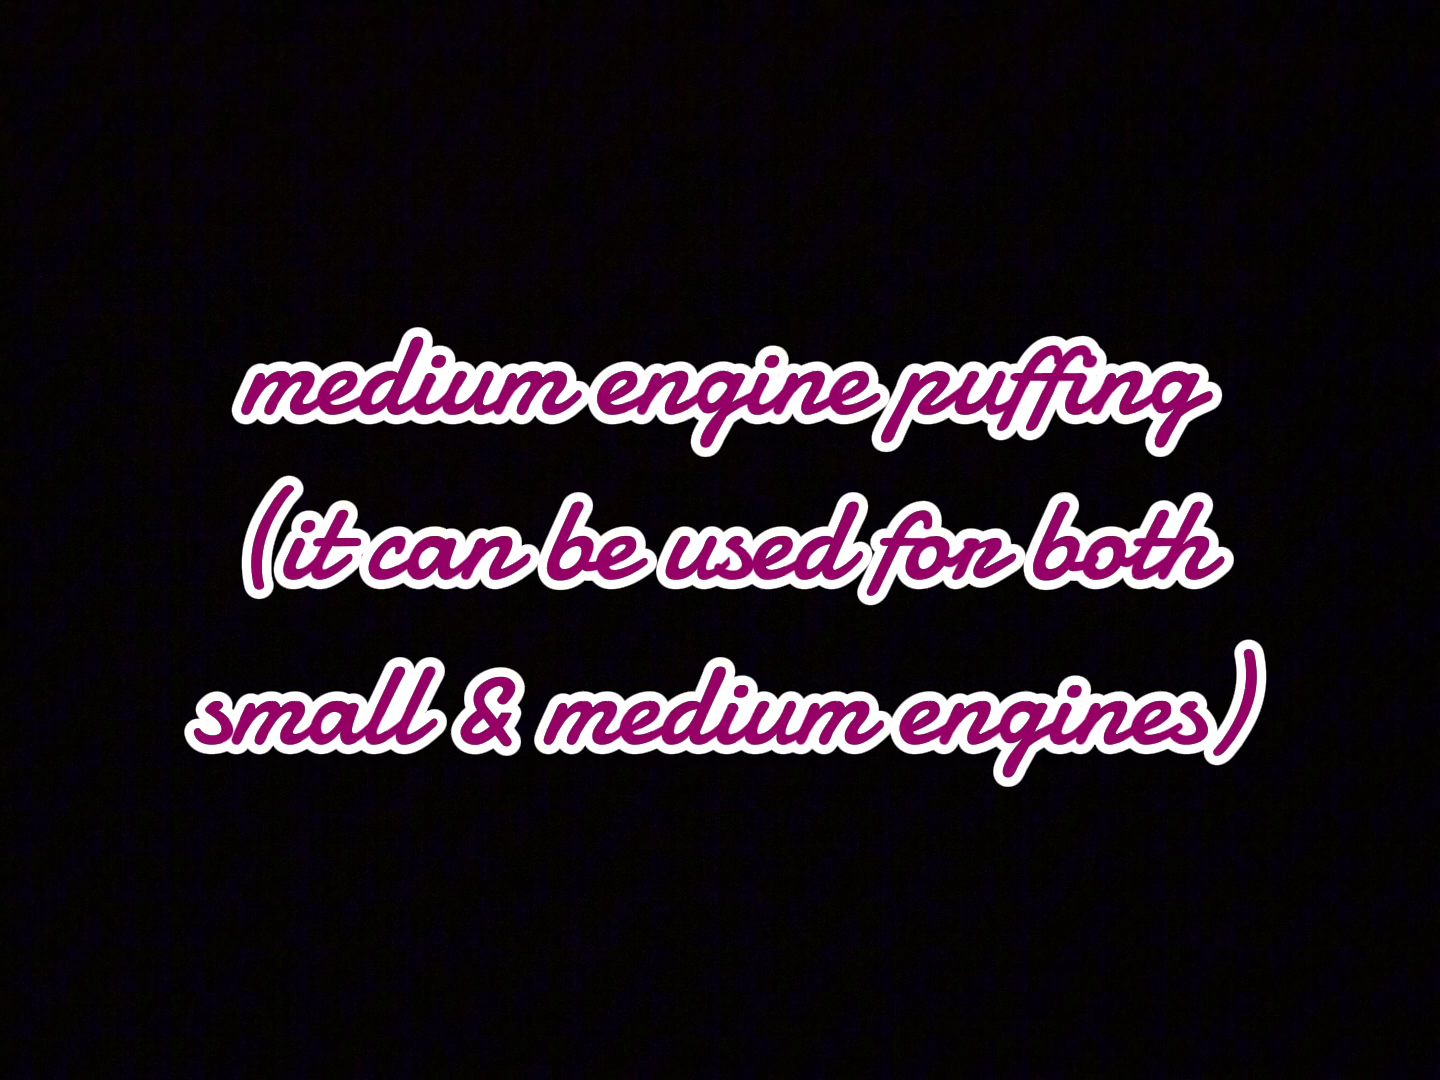 medium engine puffing
(it can be used for both
small & medium engines)